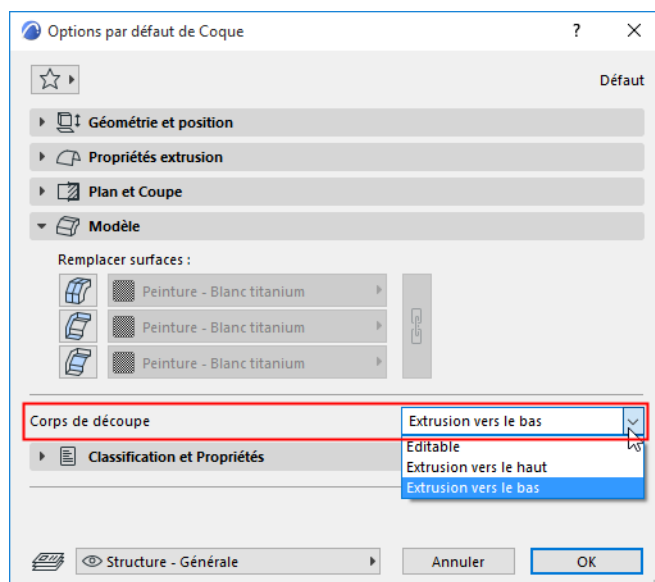 Options par défaut de Coque
?
Défaut
Géométrie et position
Propriétés extrusion
Plan et Coupe
Modèle
Remplacer surfaces :
Peinture - Blanc titanium
Peinture - Blanc titanium
Peinture - Blanc titanium
Corps de découpe
Extrusion vers le bas
Editable
Classification et Propriétés
Extrusion vers le haut
Extrusion vers le bas
Structure - Générale
Annuler
OK